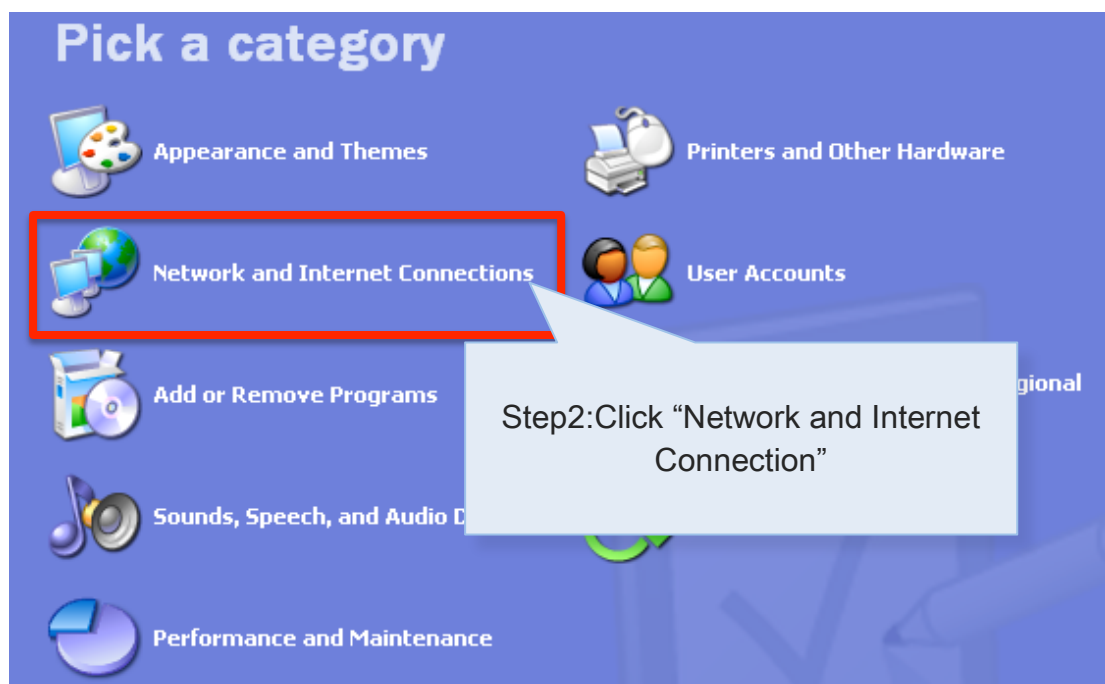 Pick a category
Appearance and Themes
Printers and Other Hardware
Network and Internet Connections
User Accounts
Add or Remove Programs
Step2:Click “Network and Internet
Connection”
Sounds, Speech, and Audio
Performance and Maintenance